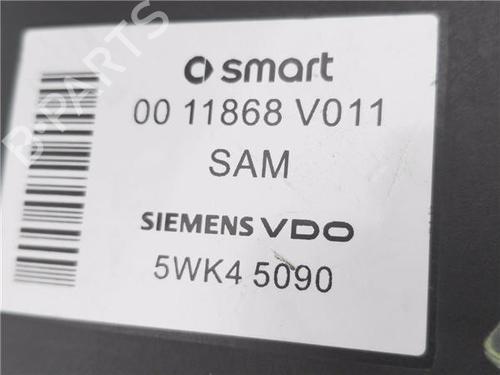 smart
00 11868 V011
SAM
SIEMENS VDO
5WK4 5090
B-PARTS